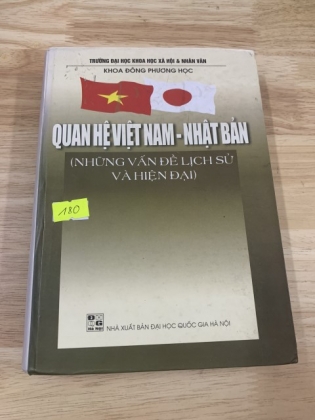 TRƯỜNG ĐẠI HỌC KHOA HỌC XÃ HỘI & NHÂN VĂN
KHOA ĐÔNG PHƯƠNG HỌC
QUAN HỆ VIỆT NAM - NHẬT BẢN
(NHỮNG VẤN ĐỀ LỊCH SỬ
VÀ HIỆN ĐẠI)
180
NHÀ XUẤT BẢN ĐẠI HỌC QUỐC GIA HÀ NỘI